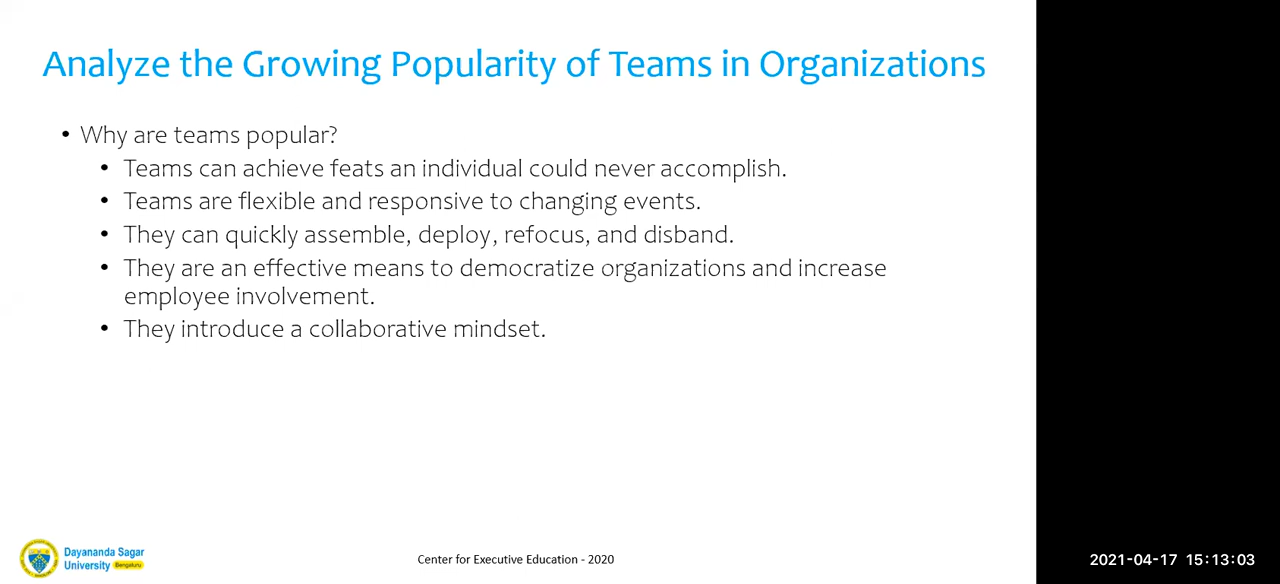 Analyze the Growing Popularity of Teams in Organizations
• Why are teams popular?
• Teams can achieve feats an individual could never accomplish.
• Teams are flexible and responsive to changing events.
• They can quickly assemble, deploy, refocus, and disband.
• They are an effective means to democratize organizations and increase
employee involvement.
• They introduce a collaborative mindset.
Dayananda Sagar
University Bengaluru
Center for Executive Education - 2020
2021-04-17 15:13:03